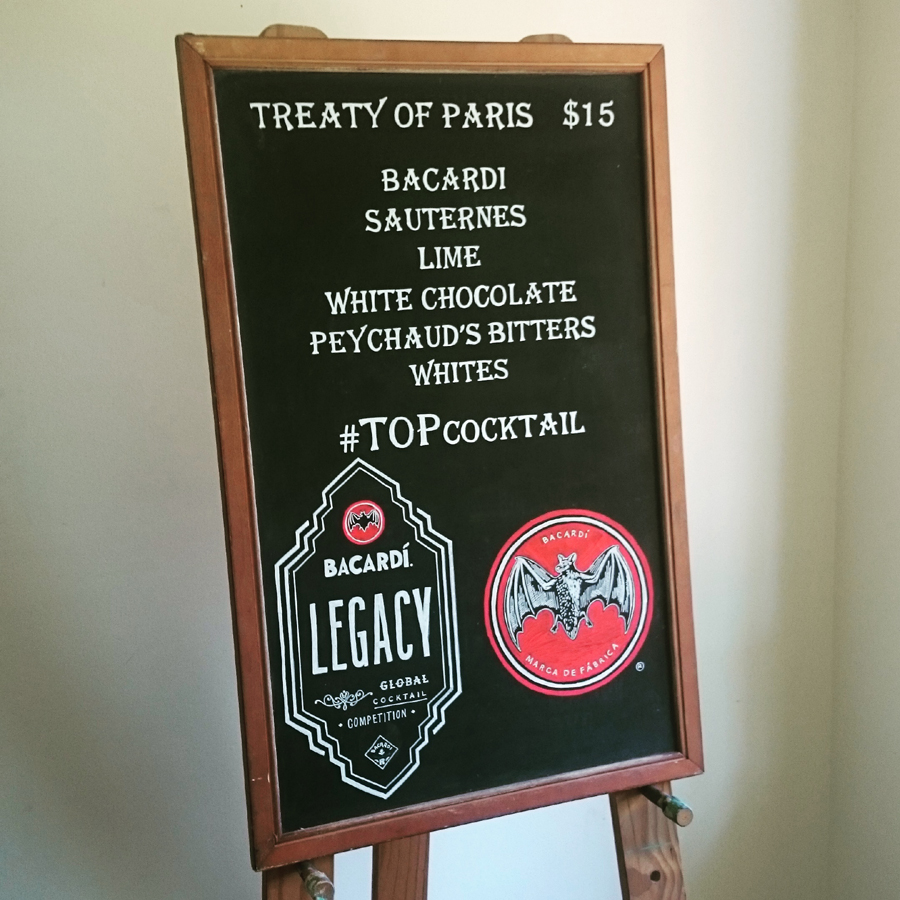 TREATY OF PARIS $15
BACARDI
SAUTERNES
LIME
WHITE CHOCOLATE
PEYCHAUD'S BITTERS
WHITES
#TOPCOCKTAIL
BACARDÍ.
LEGACY
GLOBAL
COCKTAIL
• COMPETITION •
BACARDI
BACARDÍ
MARCA DE FÁBRICA
®